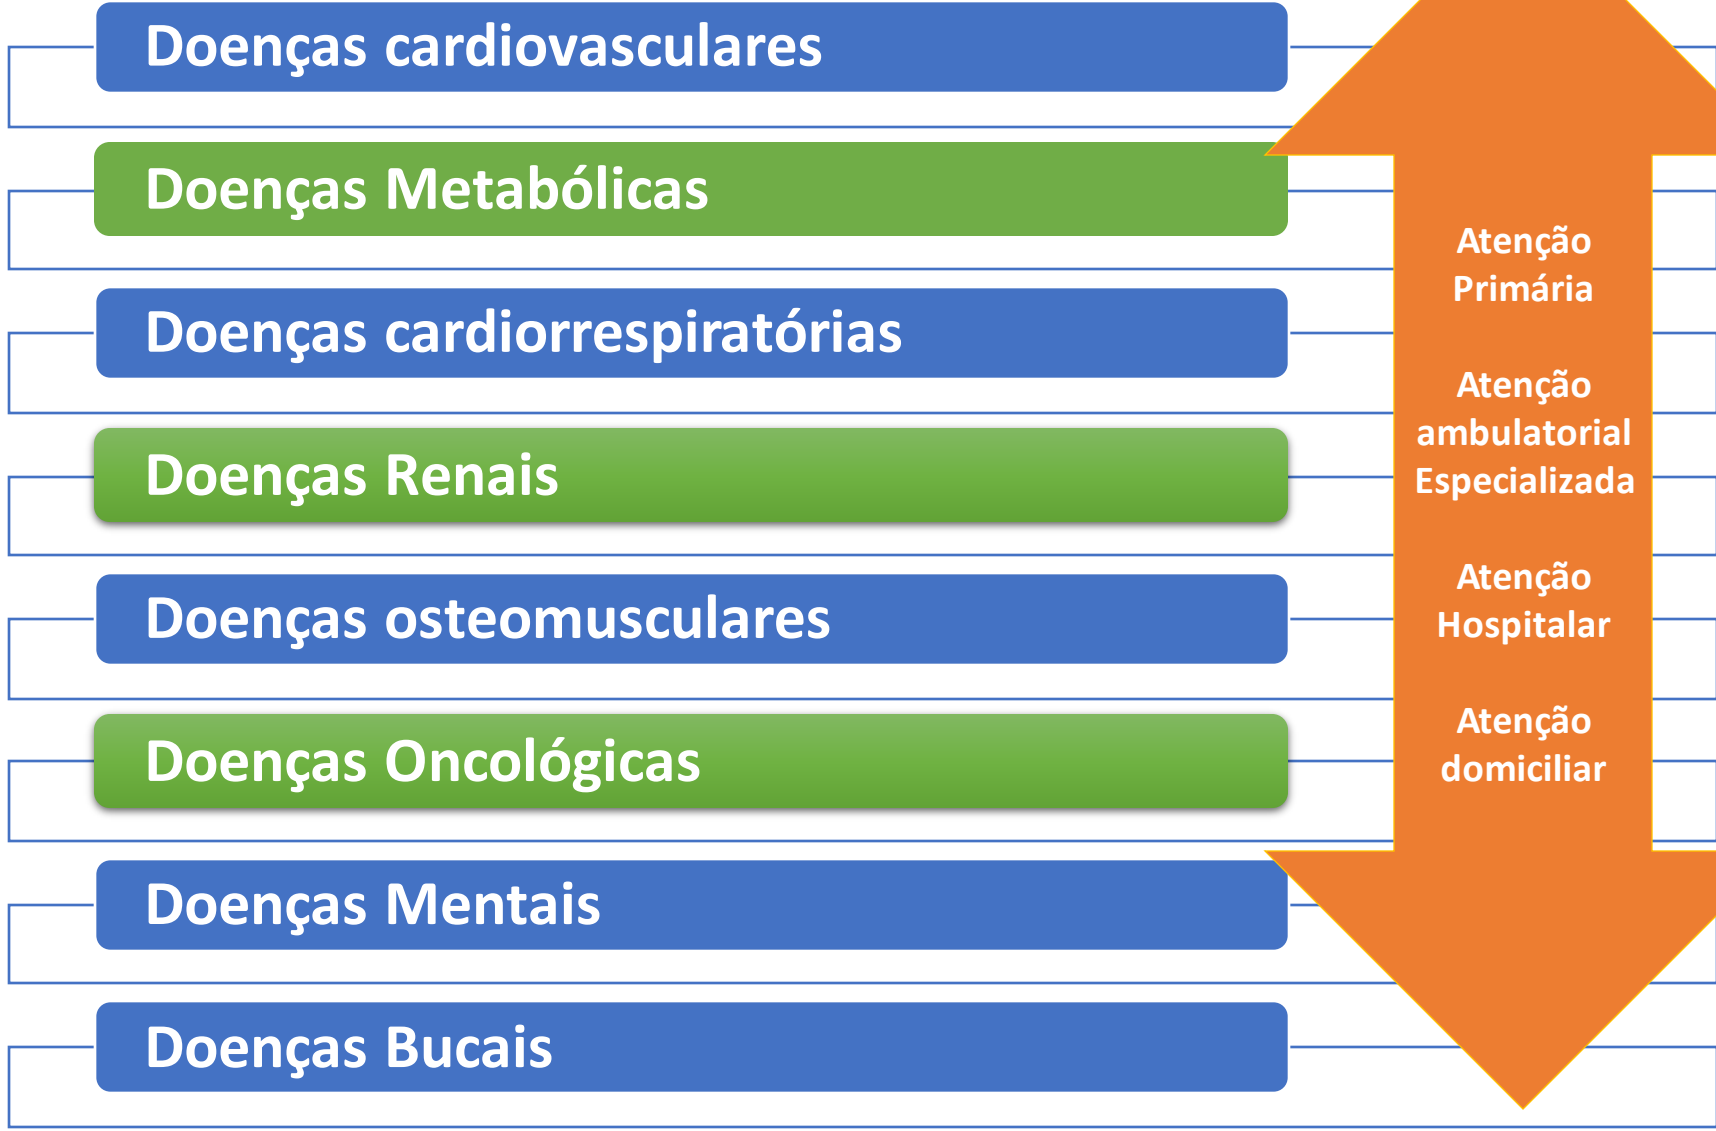 Doenças cardiovasculares
Doenças Metabólicas
Doenças cardiorrespiratórias
Doenças Renais
Doenças osteomusculares
Doenças Oncológicas
Doenças Mentais
Doenças Bucais
Atenção
Primária
Atenção
ambulatorial
Especializada
Atenção
Hospitalar
Atenção
domiciliar